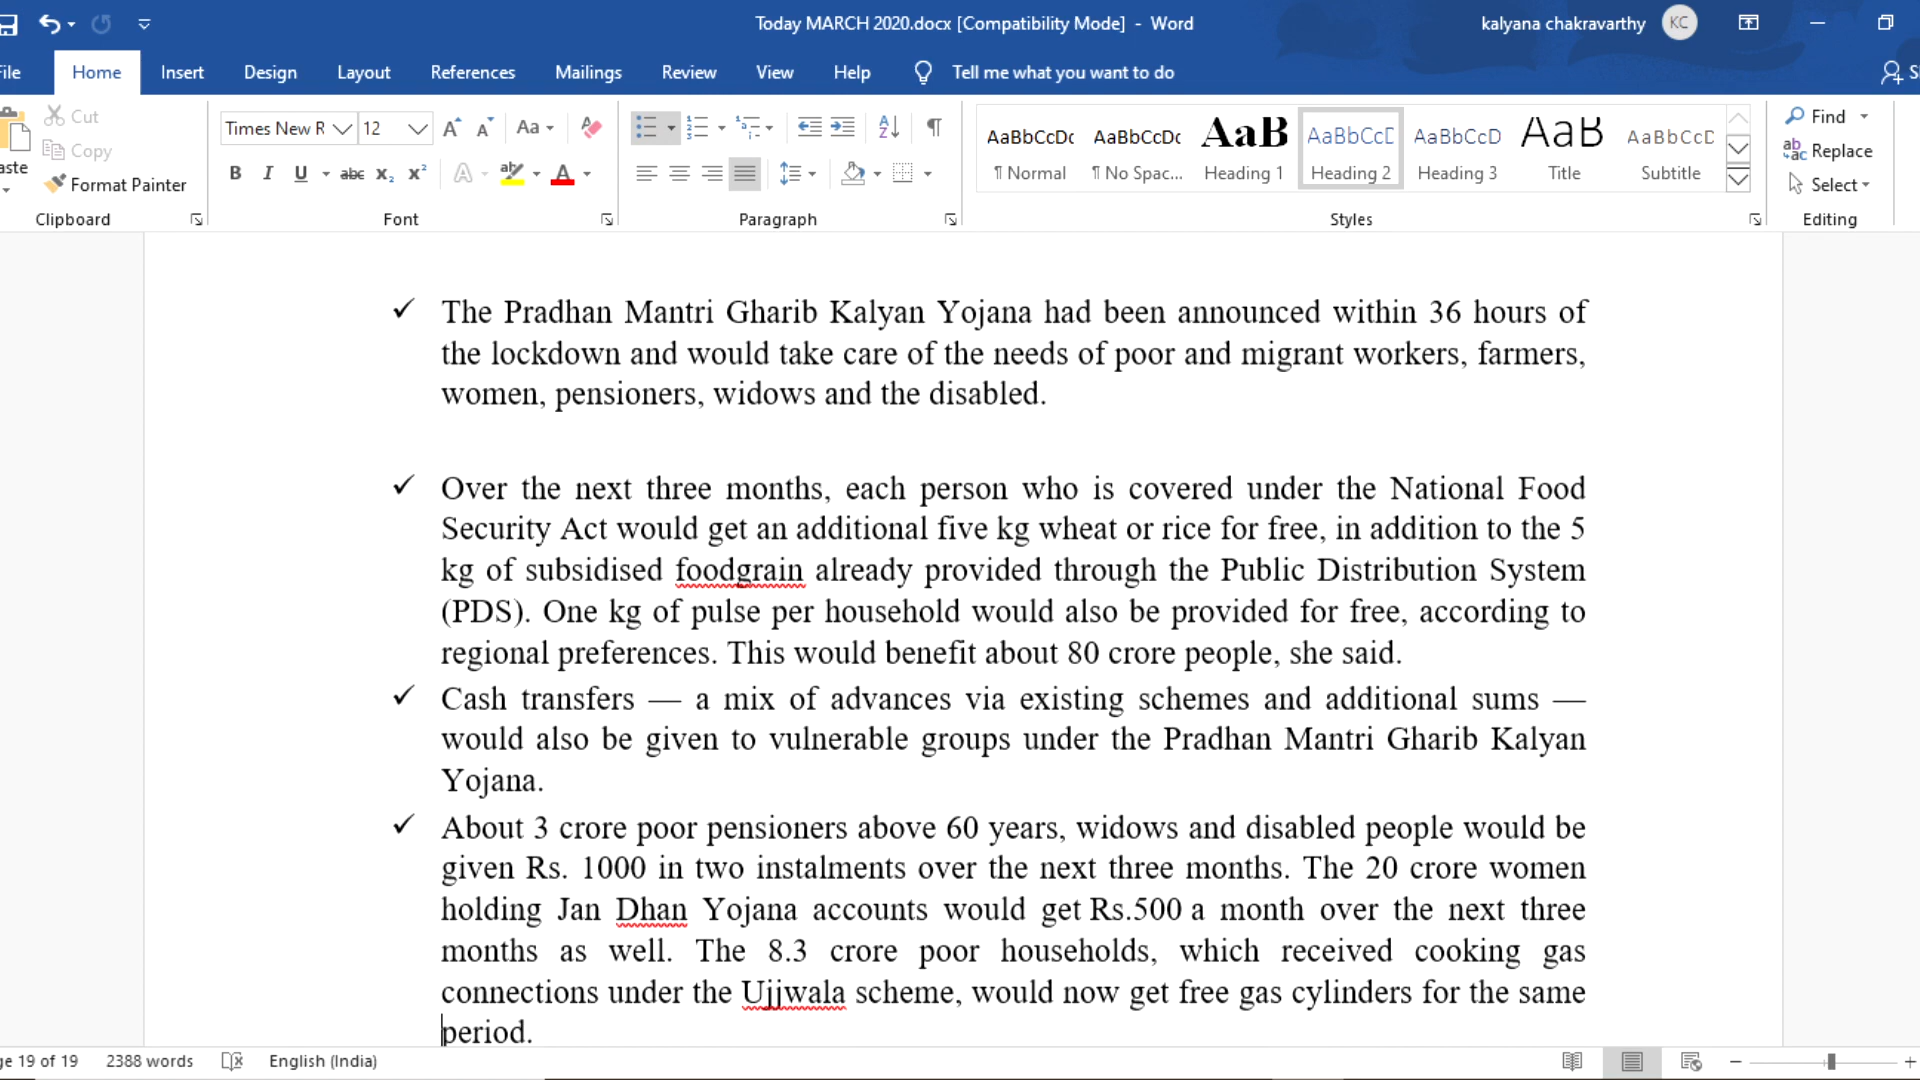 Today MARCH 2020.docx [Compatibility Mode] - Word
kalyana chakravarthy KC
Home Insert Design Layout References Mailings Review View Help Tell me what you want to do
Cut
Copy
Format Painter
Clipboard
Times New R 12
Aa
B I U abc x₂ x²
Font
Paragraph
AaBbCcDc AaBbCcDc AaB AaBbCcD AaBbCcD AaB AaBbCcD
¶ Normal ¶ No Spac... Heading 1 Heading 2 Heading 3 Title Subtitle
Styles
Find
Replace
Select
Editing
The Pradhan Mantri Gharib Kalyan Yojana had been announced within 36 hours of
the lockdown and would take care of the needs of poor and migrant workers, farmers,
women, pensioners, widows and the disabled.
Over the next three months, each person who is covered under the National Food
Security Act would get an additional five kg wheat or rice for free, in addition to the 5
kg of subsidised foodgrain already provided through the Public Distribution System
(PDS). One kg of pulse per household would also be provided for free, according to
regional preferences. This would benefit about 80 crore people, she said.
Cash transfers — a mix of advances via existing schemes and additional sums —
would also be given to vulnerable groups under the Pradhan Mantri Gharib Kalyan
Yojana.
About 3 crore poor pensioners above 60 years, widows and disabled people would be
given Rs. 1000 in two instalments over the next three months. The 20 crore women
holding Jan Dhan Yojana accounts would get Rs.500 a month over the next three
months as well. The 8.3 crore poor households, which received cooking gas
connections under the Ujjwala scheme, would now get free gas cylinders for the same
period.
19 of 19 2388 words English (India)